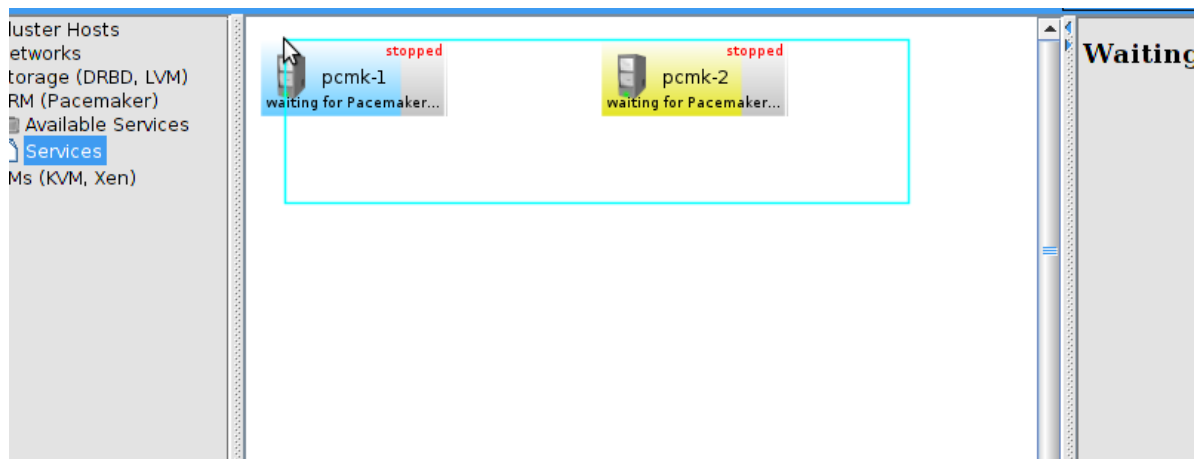 luster Hosts
etworks
torage (DRBD, LVM)
RM (Pacemaker)
Available Services
Services
Ms (KVM, Xen)
stopped
pcmk-1
waiting for Pacemaker...
stopped
pcmk-2
waiting for Pacemaker...
Waiting